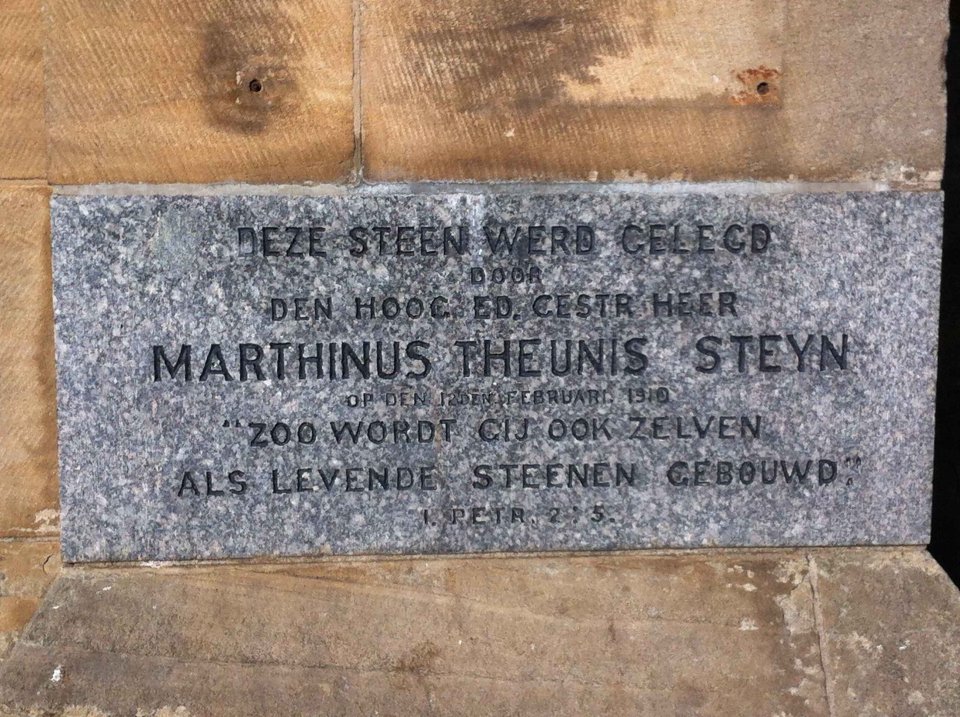 DEZE STEEN WERD GELEGD
DOOR
DEN HOOG. ED. GESTR HEER
MARTHINUS THEUNIS STEYN
OP DEN 12DEN FEBRUARI. 1910
"ZOO WORDT GIJ OOK ZELVEN
ALS LEVENDE STEENEN GEBOUWD".
1. PETR. 2:5.